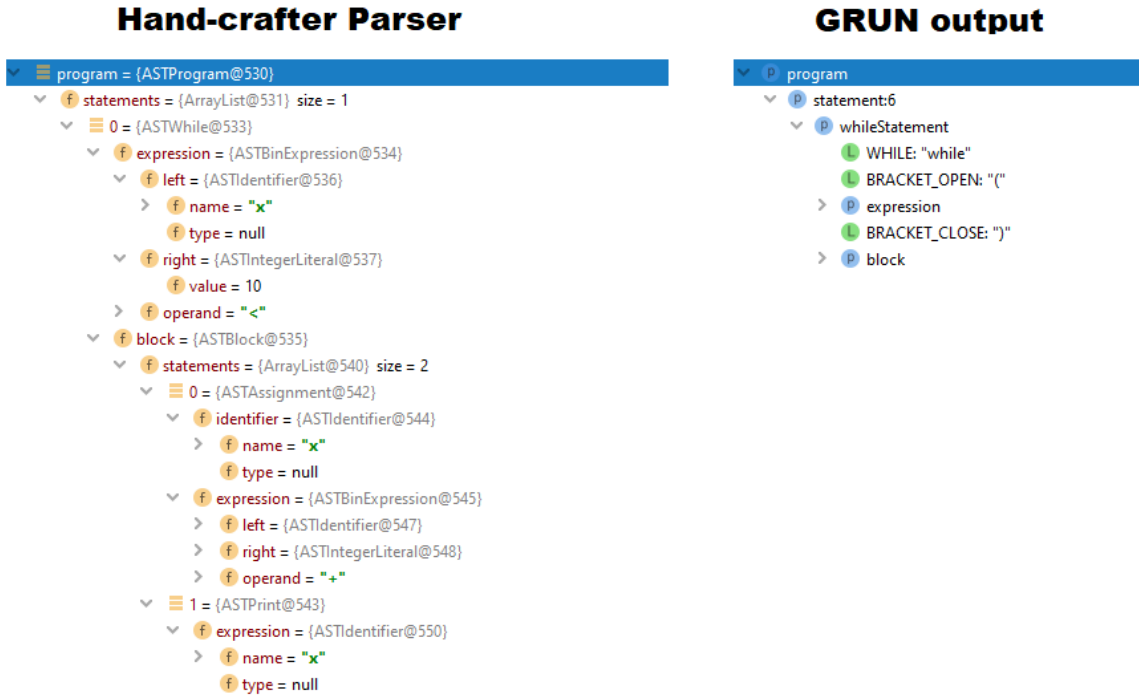 Hand-crafter Parser
program = {ASTProgram@530}
f statements = {ArrayList@531} size = 1
0 = {ASTWhile@533}
f expression = {ASTBinExpression@534}
f left = {ASTIdentifier@536}
f name = "x"
f type = null
f right = {ASTIntegerLiteral@537}
f value = 10
f operand = "<"
f block = {ASTBlock@535}
f statements = {ArrayList@540} size = 2
0 = {ASTAssignment@542}
f identifier = {ASTIdentifier@544}
f name = "x"
f type = null
f expression = {ASTBinExpression@545}
f left = {ASTIdentifier@547}
f right = {ASTIntegerLiteral@548}
f operand = "+"
1 = {ASTPrint@543}
f expression = {ASTIdentifier@550}
f name = "x"
f type = null
GRUN output
P program
P statement:6
P whileStatement
L WHILE: "while"
L BRACKET_OPEN: "("
P expression
L BRACKET_CLOSE: ")"
P block